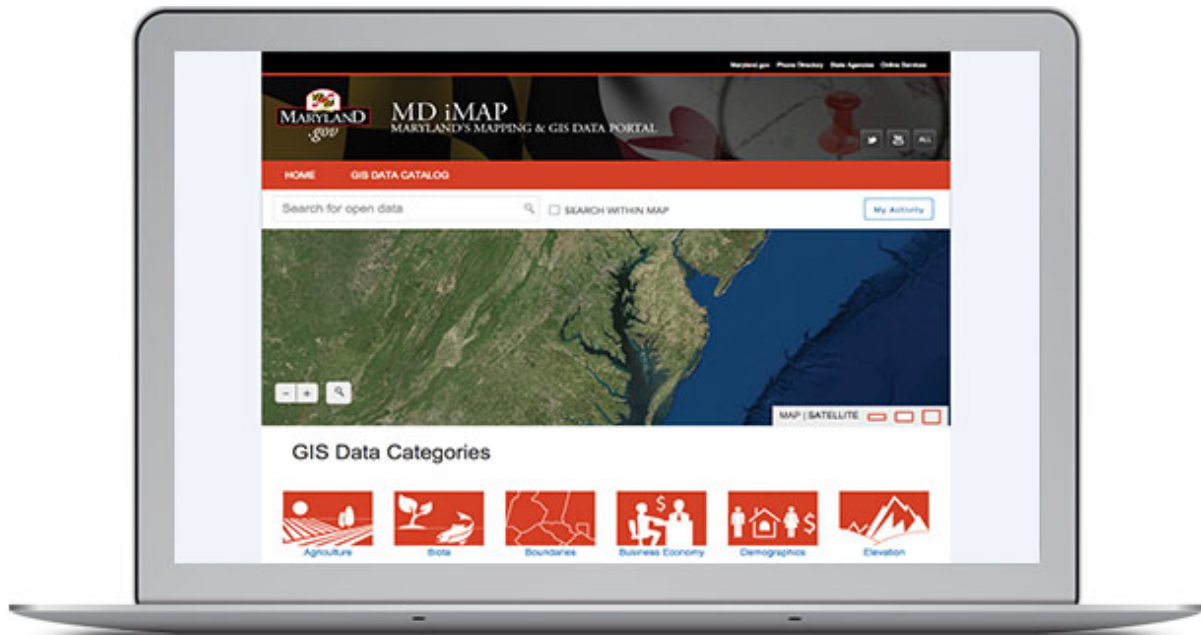 Maryland.gov Phone Directory State Agencies Online Services
MARYLAND
.gov
MD iMAP
MARYLAND'S MAPPING & GIS DATA PORTAL
ALL
HOME GIS DATA CATALOG
Search for open data
SEARCH WITHIN MAP
My Activity
MAP | SATELLITE
GIS Data Categories
Agriculture Biota Boundaries Business Economy Demographics Elevation